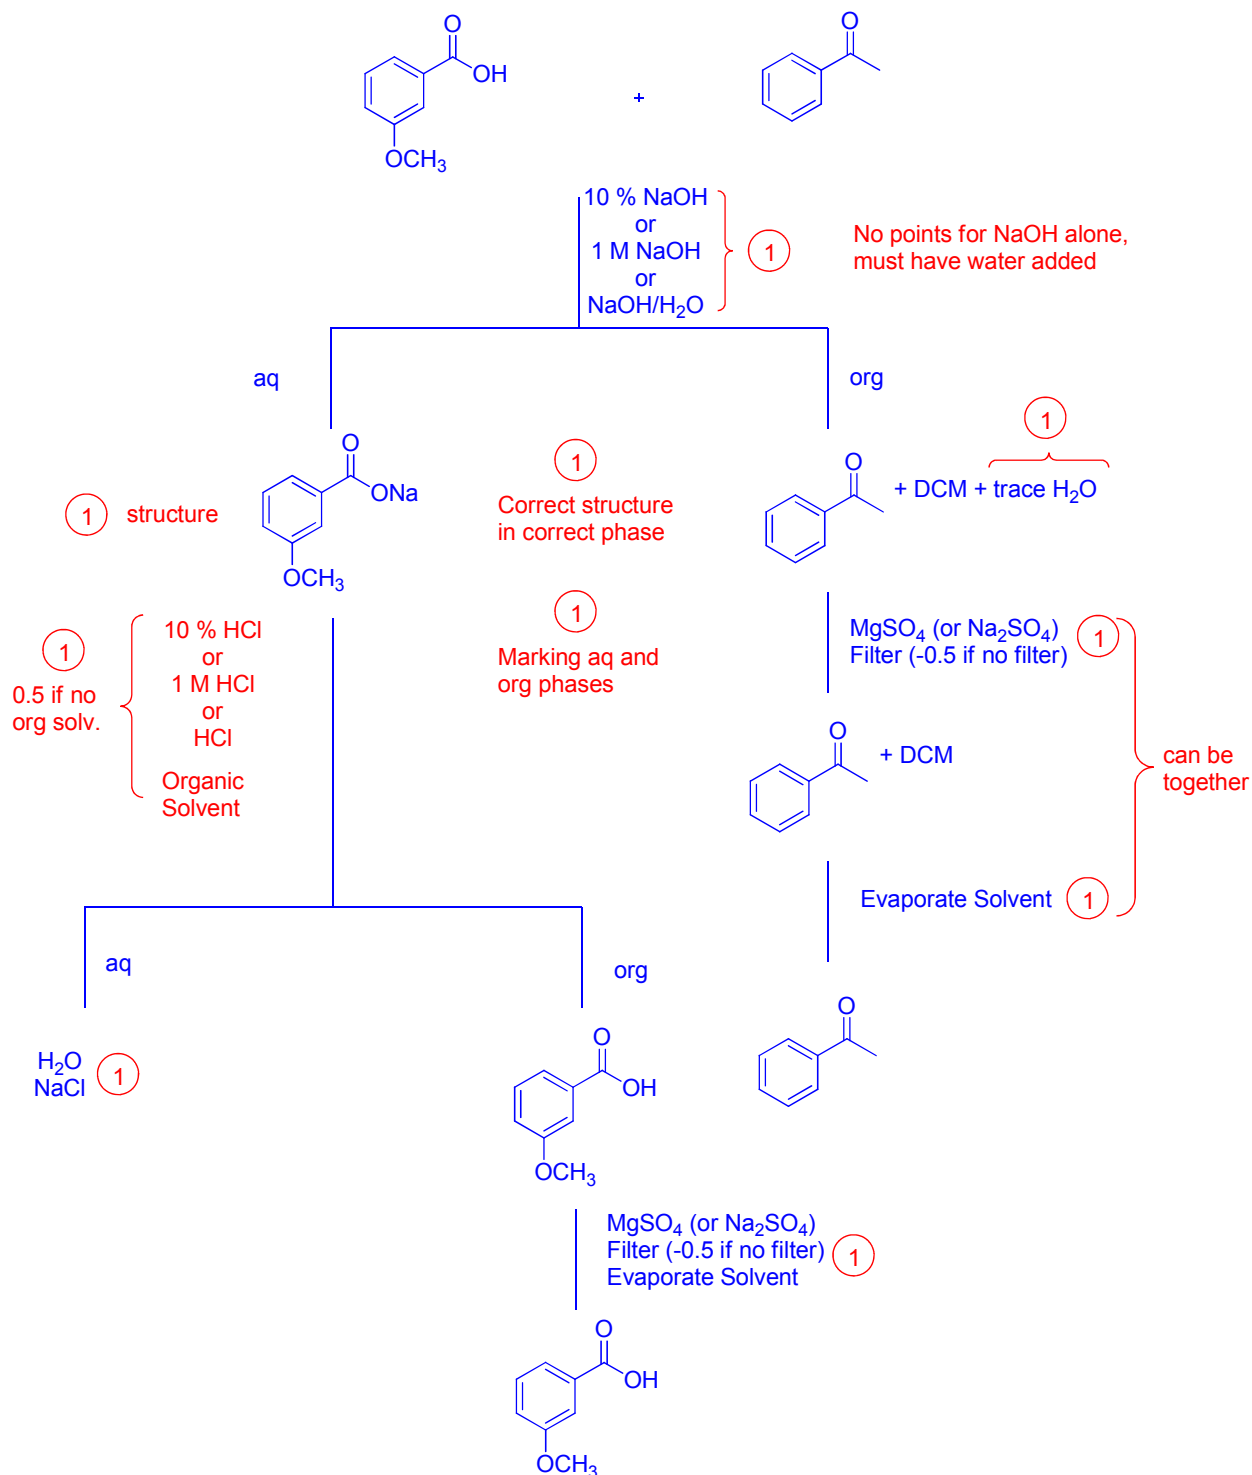 O
OH
OCH₃
+
O
10 % NaOH
or
1 M NaOH
or
NaOH/H₂O
1
No points for NaOH alone,
must have water added
aq
org
1
structure
O
ONa
OCH₃
1
Correct structure
in correct phase
1
Marking aq and
org phases
O
+ DCM + trace H₂O
1
1
0.5 if no
org solv.
10 % HCl
or
1 M HCl
or
HCl
Organic
Solvent
MgSO₄ (or Na₂SO₄)
Filter (-0.5 if no filter)
1
O
+ DCM
can be
together
Evaporate Solvent
1
aq
org
H₂O
NaCl
1
O
OH
OCH₃
O
MgSO₄ (or Na₂SO₄)
Filter (-0.5 if no filter)
Evaporate Solvent
1
O
OH
OCH₃